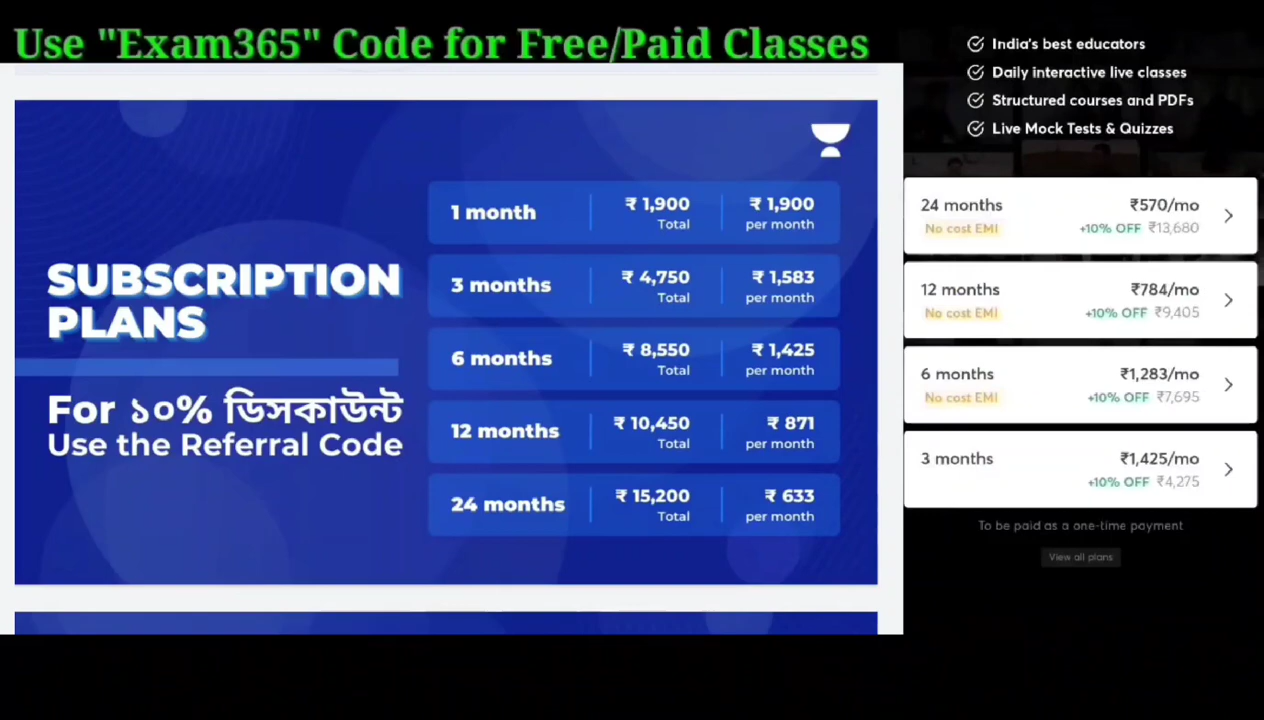 Use "Exam365" Code for Free/Paid Classes
SUBSCRIPTION
PLANS
For ১০% ডিসকাউন্ট
Use the Referral Code
1 month ₹ 1,900 ₹ 1,900
Total per month
3 months ₹ 4,750 ₹ 1,583
Total per month
6 months ₹ 8,550 ₹ 1,425
Total per month
12 months ₹ 10,450 ₹ 871
Total per month
24 months ₹ 15,200 ₹ 633
Total per month
India's best educators
Daily interactive live classes
Structured courses and PDFs
Live Mock Tests & Quizzes
24 months ₹570/mo
No cost EMI +10% OFF ₹13,680
12 months ₹784/mo
No cost EMI +10% OFF ₹9,405
6 months ₹1,283/mo
No cost EMI +10% OFF ₹7,695
3 months ₹1,425/mo
+10% OFF ₹4,275
To be paid as a one-time payment
View all plans